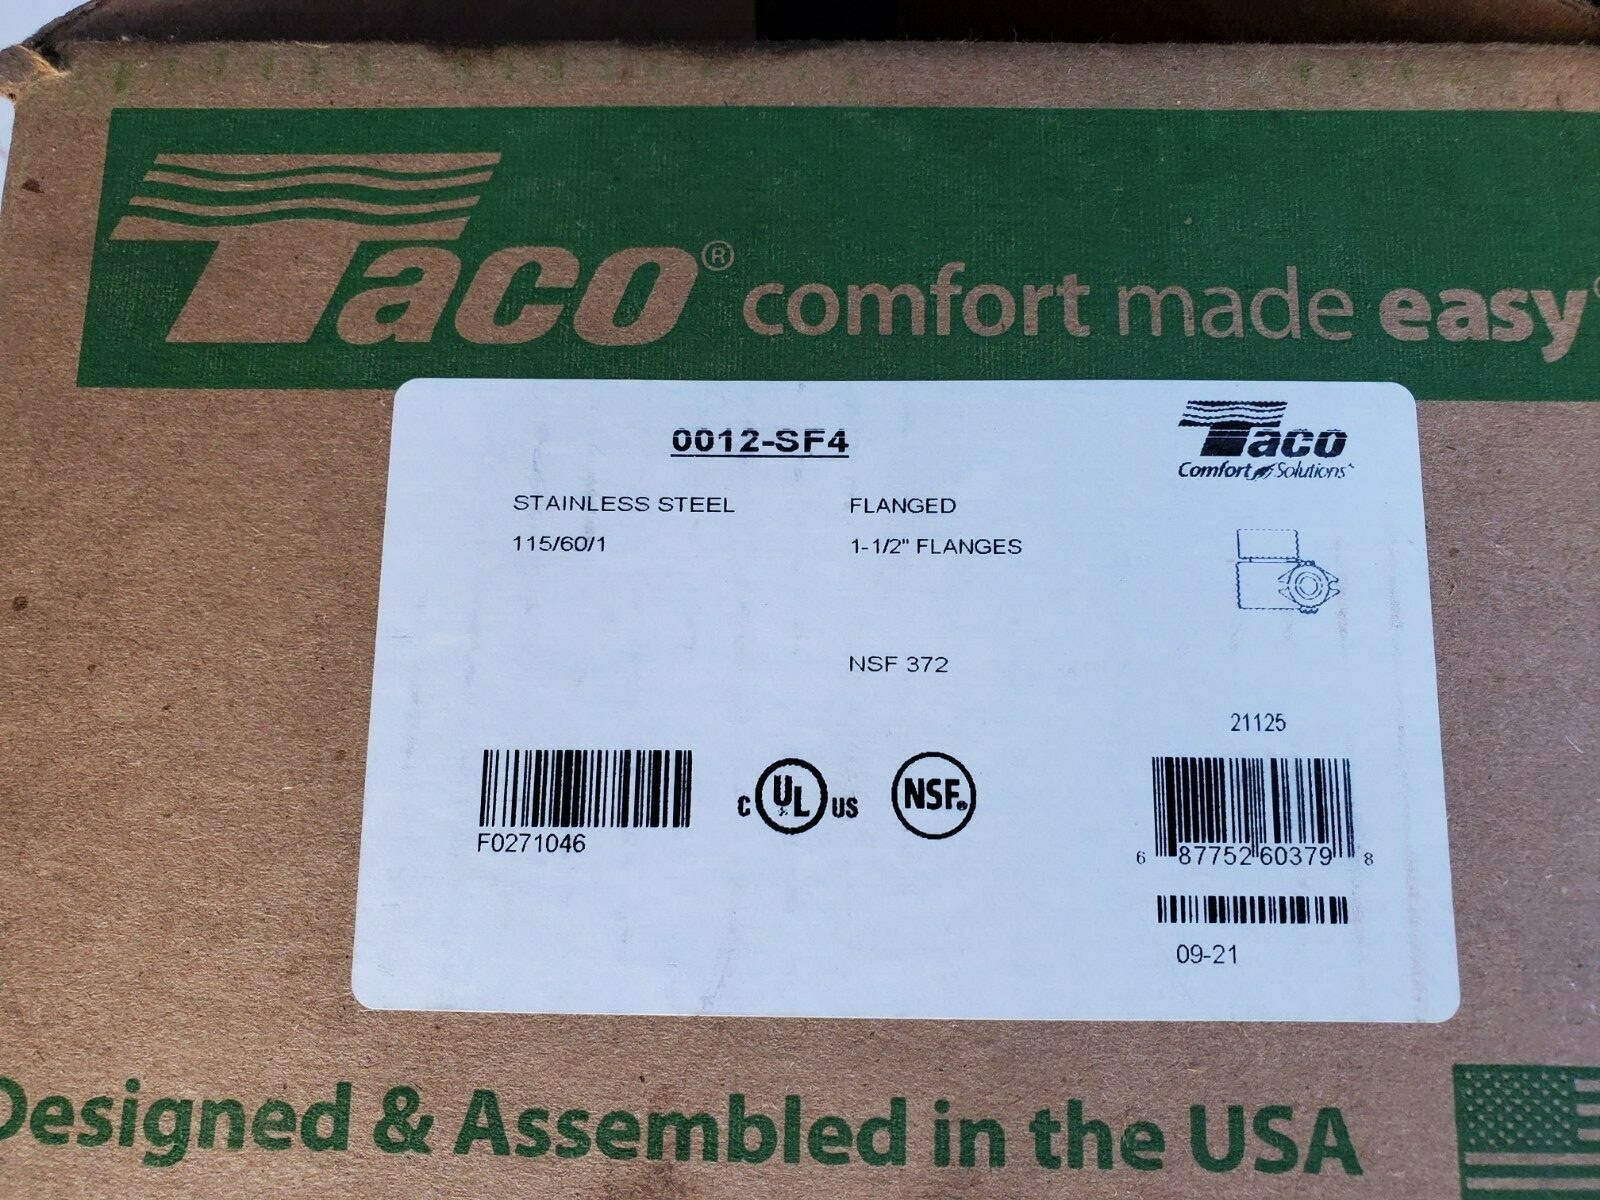 Taco® comfort made easy®
0012-SF4
Taco
Comfort Solutions
STAINLESS STEEL FLANGED
115/60/1 1-1/2" FLANGES
NSF 372
21125
F0271046
C UL US
NSF®
6 87752 60379 8
09-21
Designed & Assembled in the USA